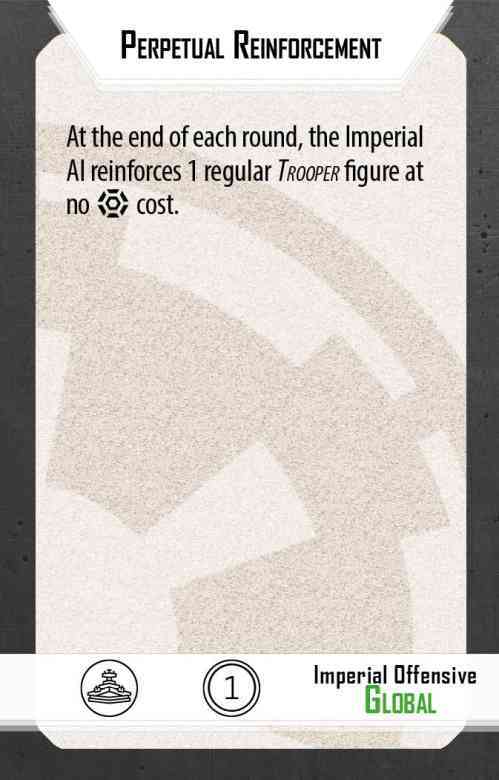 Perpetual Reinforcement
At the end of each round, the Imperial
AI reinforces 1 regular Trooper figure at
no cost.
1
Imperial Offensive
Global